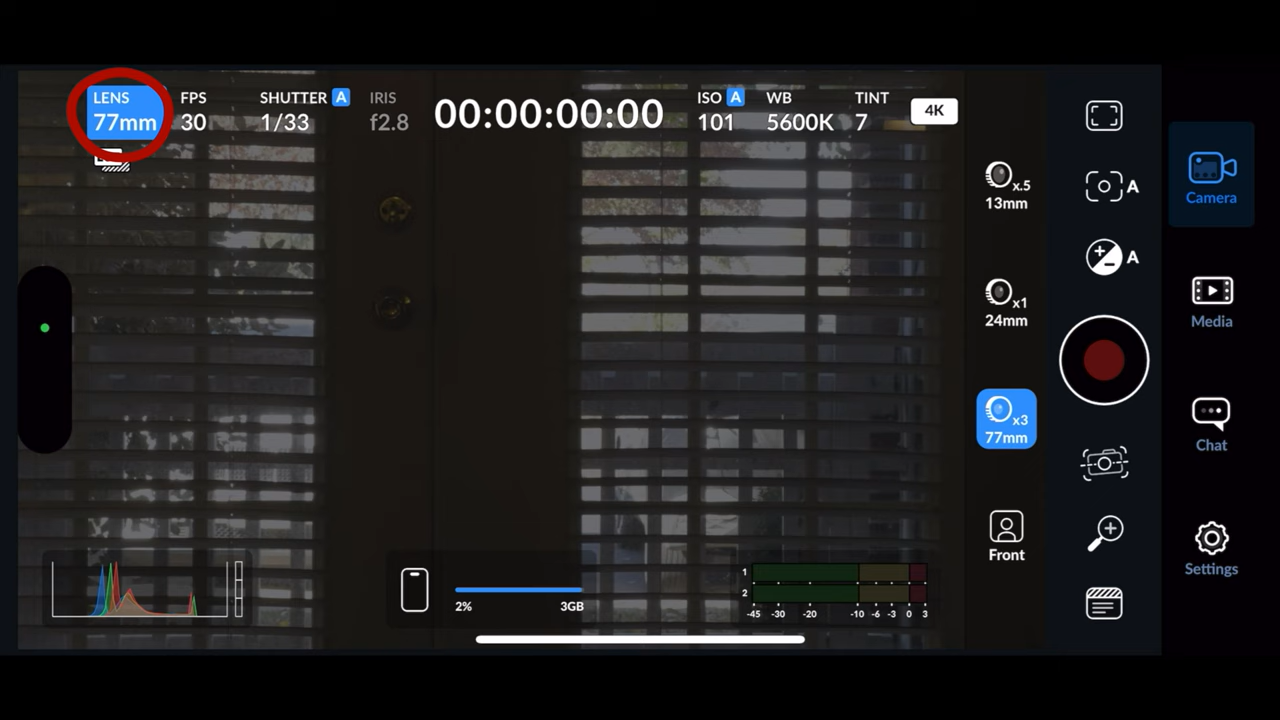 LENS FPS SHUTTER A IRIS 00:00:00:00 ISO A WB TINT 4K
77mm 30 1/33 f2.8 101 5600K 7
x.5
13mm
x1
24mm
x3
77mm
Front
A
A
Camera
Media
Chat
Settings
2% 3GB
1
2
-45 -30 -20 -10 -6 -3 0 3